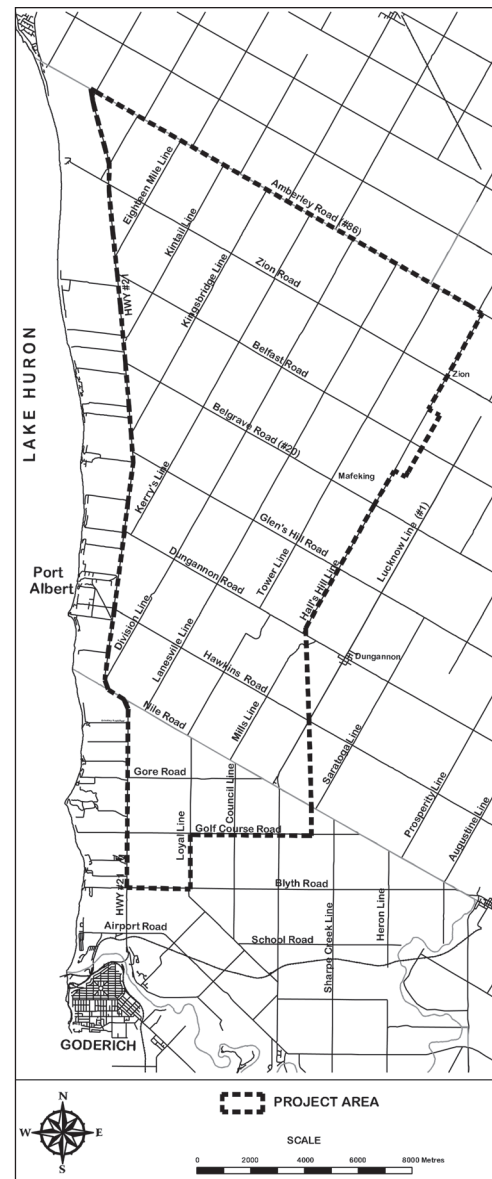 Amberley Road (#86)
Eighteen Mile Line
Kintail Line
Kingsbridge Line
Zion Road
HWY #21
LAKE HURON
Belfast Road
Zion
Belgrave Road (#20)
Mafeking
Kerry's Line
Glen's Hill Road
Lucknow Line (#1)
Dungannon Road
Tower Line
Hall's Hill Line
Port
Albert
Division Line
Lanesville Line
Hawkins Road
Dungannon
Nile Road
Mills Line
Saratoga Line
Prosperity Line
Augustine Line
Gore Road
Council Line
Loyal Line
Golf Course Road
HWY #21
Blyth Road
Airport Road
School Road
Sharpe Creek Line
Heron Line
GODERICH
PROJECT AREA
N
W
E
S
SCALE
0 2000 4000 6000 8000 Metres